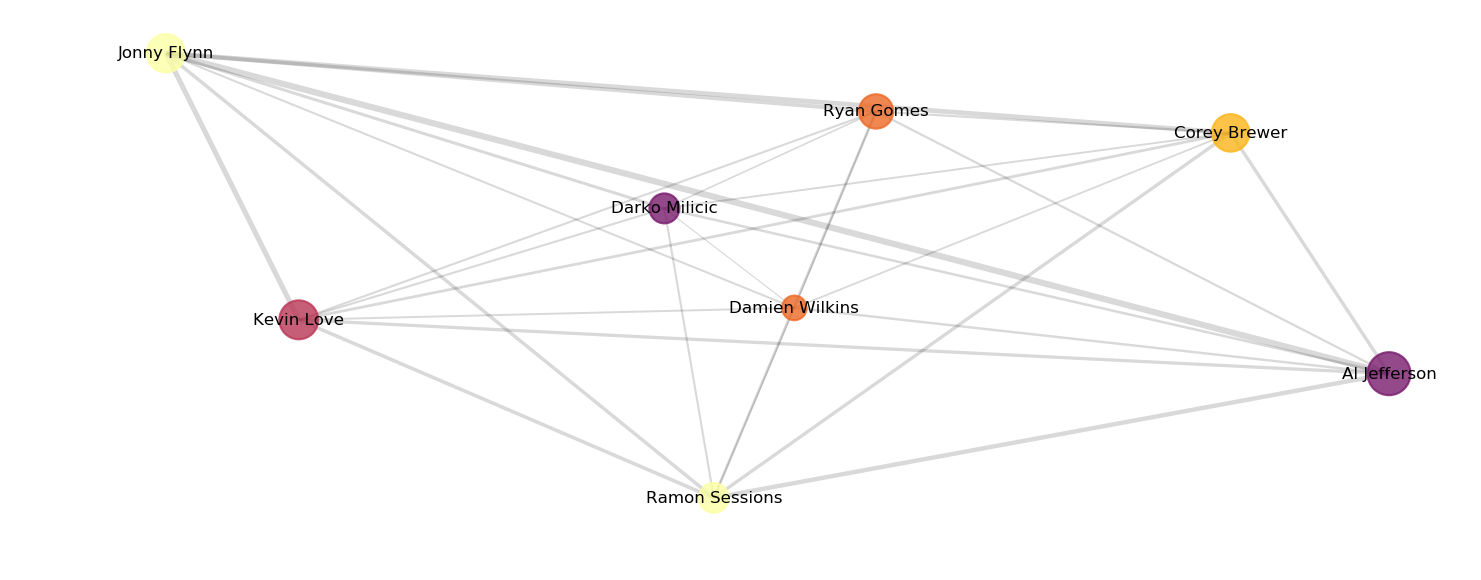 Jonny Flynn
Ryan Gomes
Corey Brewer
Darko Milicic
Damien Wilkins
Kevin Love
Al Jefferson
Ramon Sessions